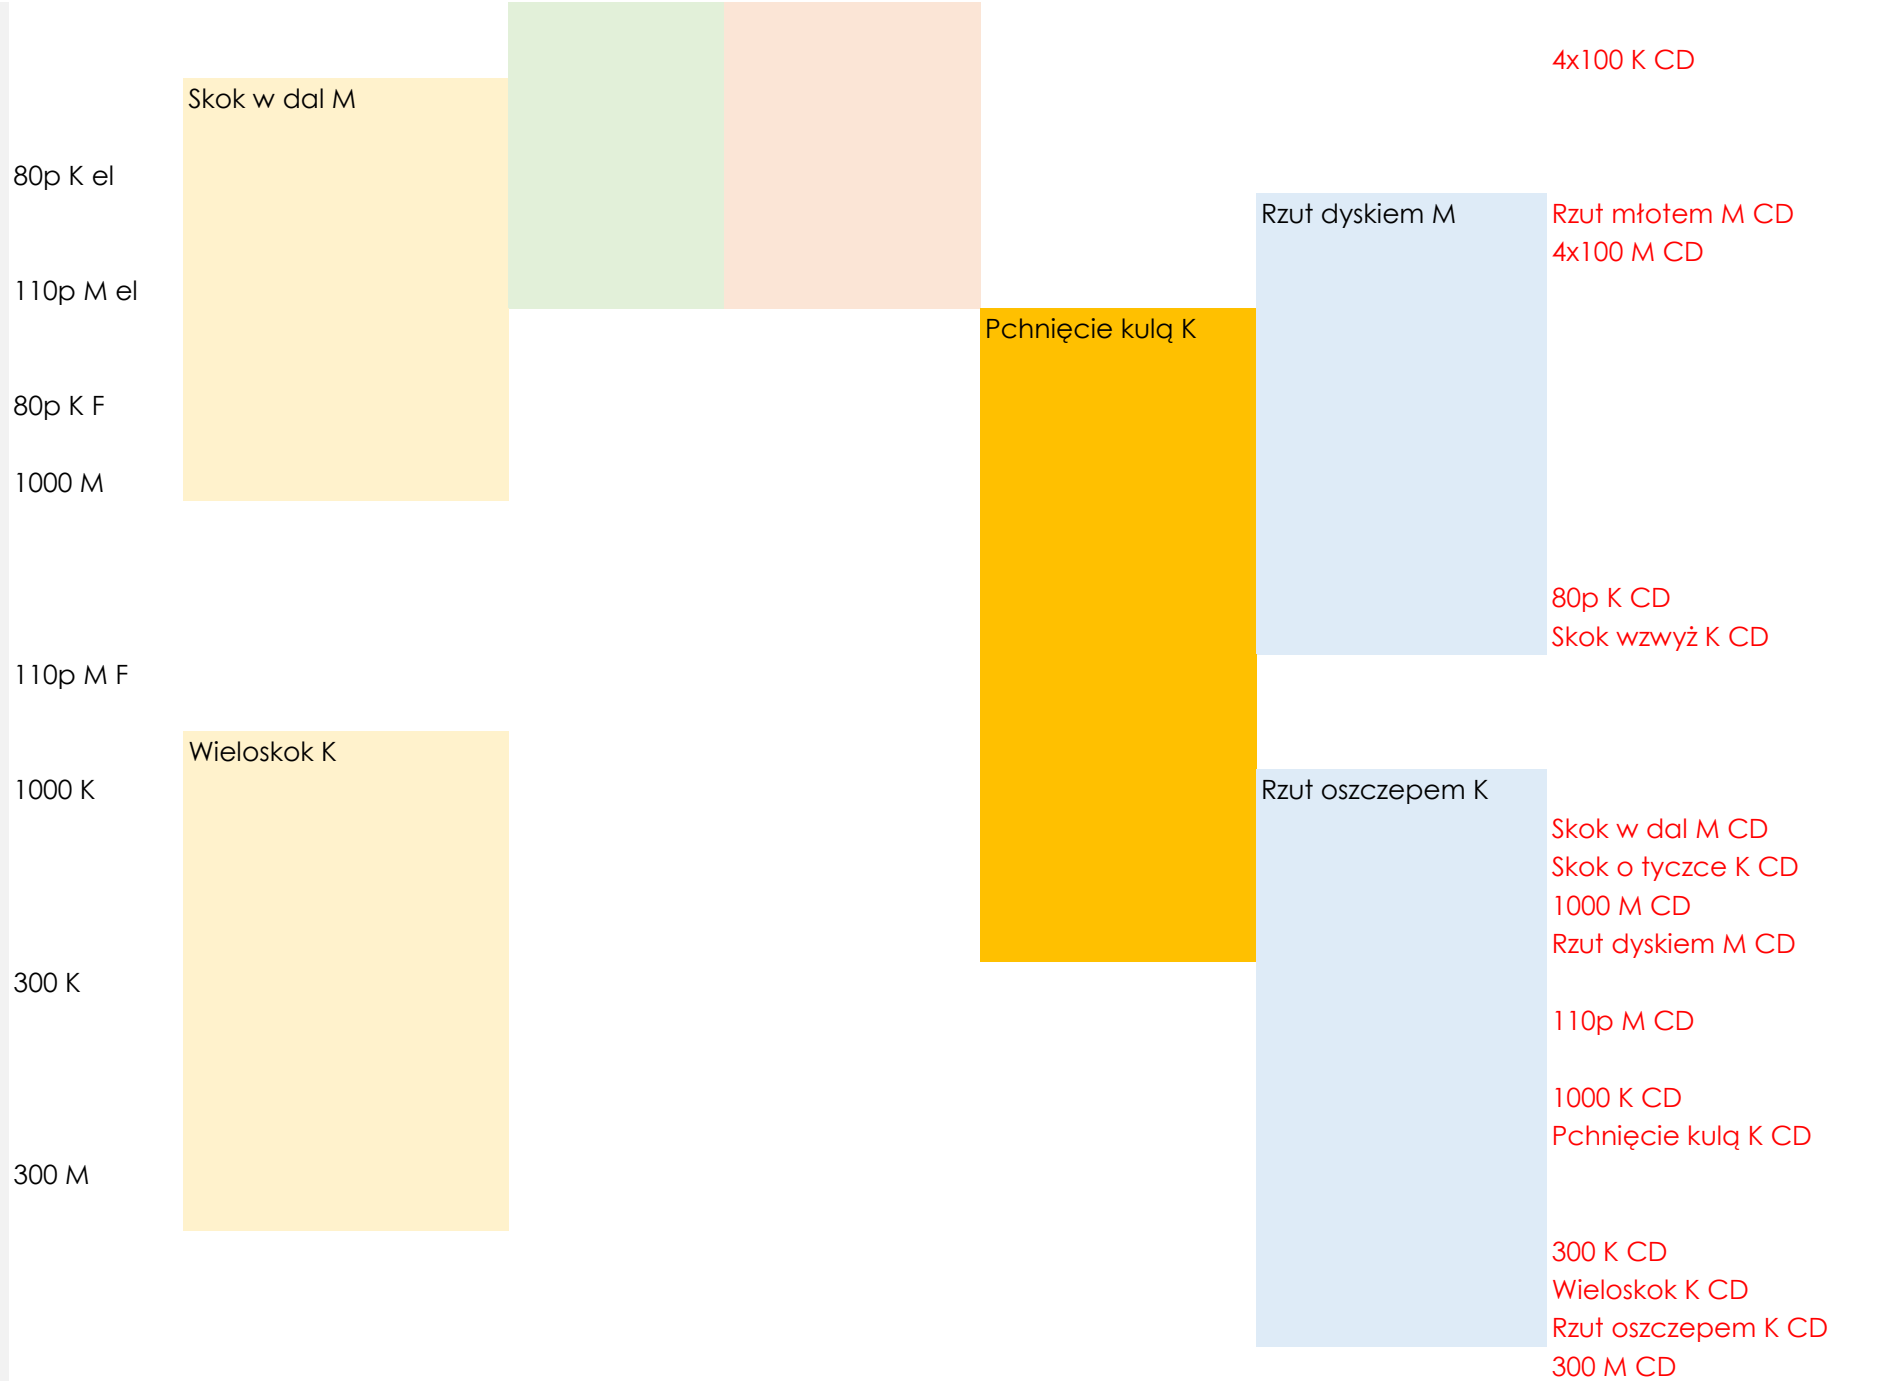 4x100 K CD
Skok w dal M
80p K el
Rzut dyskiem M
Rzut młotem M CD
4x100 M CD
110p M el
Pchnięcie kulą K
80p K F
1000 M
80p K CD
Skok wzwyż K CD
110p M F
Wieloskok K
1000 K
Rzut oszczepem K
Skok w dal M CD
Skok o tyczce K CD
1000 M CD
Rzut dyskiem M CD
300 K
110p M CD
1000 K CD
Pchnięcie kulą K CD
300 M
300 K CD
Wieloskok K CD
Rzut oszczepem K CD
300 M CD